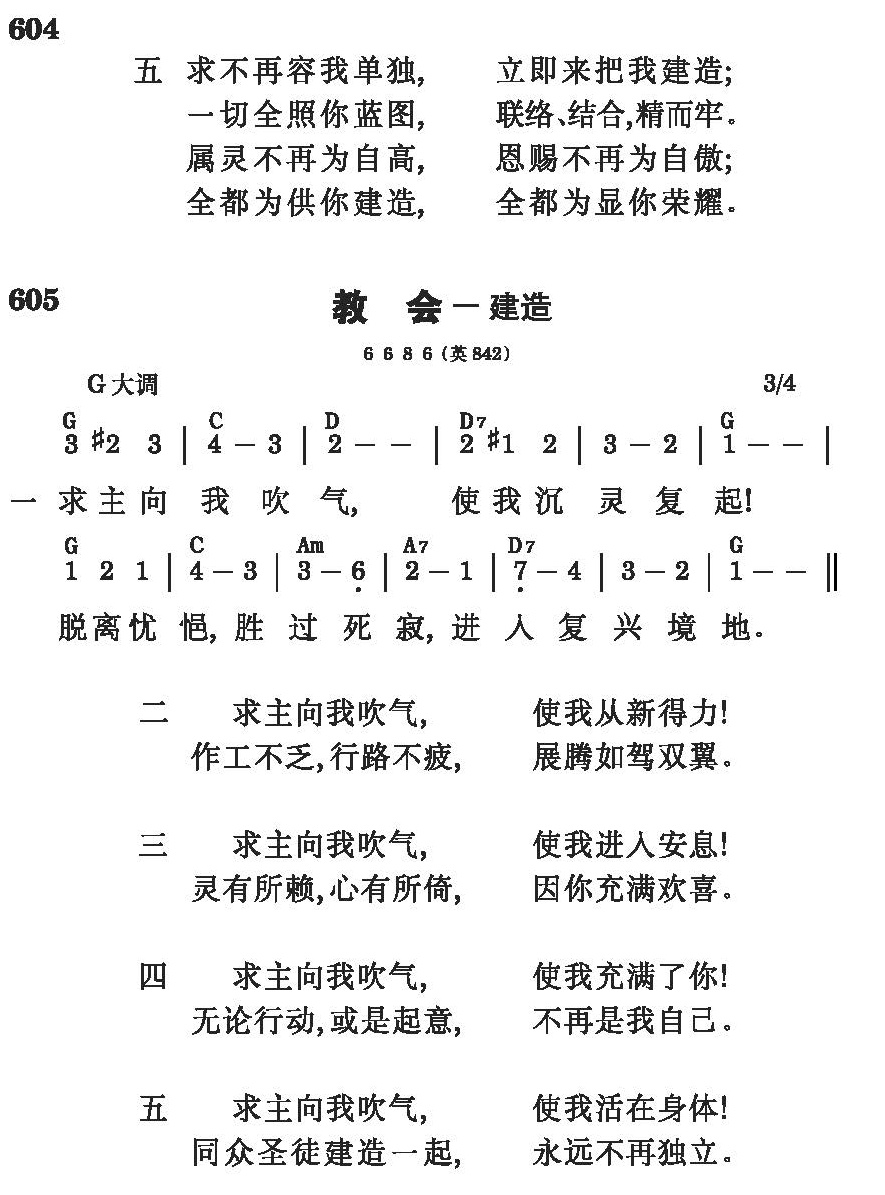 604
五 求不再容我单独, 立即来把我建造;
一切全照你蓝图, 联络、结合,精而牢。
属灵不再为自高, 恩赐不再为自傲;
全都为供你建造, 全都为显你荣耀。
605 教 会 — 建造
6 6 8 6 (英 842)
G 大调 3/4
G C D D7 G
3 #2 3 | 4 – 3 | 2 – – | 2 #1 2 | 3 – 2 | 1 – – |
一 求 主 向 我 吹 气, 使 我 沉 灵 复 起!
G C Am A7 D7 G
1 2 1 | 4 – 3 | 3 – 6̣ | 2 – 1 | 7̣ – 4 | 3 – 2 | 1 – – ‖
脱 离 忧 悒, 胜 过 死 寂, 进 入 复 兴 境 地。
二 求主向我吹气, 使我从新得力!
作工不乏,行路不疲, 展腾如驾双翼。
三 求主向我吹气, 使我进入安息!
灵有所赖,心有所倚, 因你充满欢喜。
四 求主向我吹气, 使我充满了你!
无论行动,或是起意, 不再是我自己。
五 求主向我吹气, 使我活在身体!
同众圣徒建造一起, 永远不再独立。